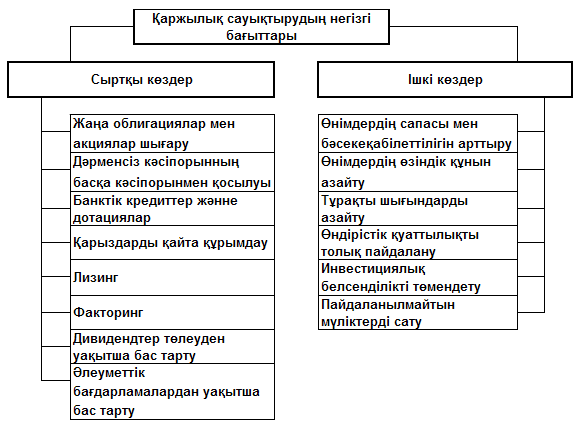 Қаржылық сауықтырудың негізгі
бағыттары
Сыртқы көздер
Жаңа облигациялар мен
акциялар шығару
Дәрменсіз кәсіпорынның
басқа кәсіпорынмен қосылуы
Банктік кредиттер жәнне
дотациялар
Қарыздарды қайта құрымдау
Лизинг
Факторинг
Дивидендтер төлеуден
уақытша бас тарту
Әлеуметтік
бағдарламалардан уақытша
бас тарту
Ішкі көздер
Өнімдердің сапасы мен
бәсекеқабілеттілігін арттыру
Өнімдердің өзіндік құнын
азайту
Тұрақты шығындарды
азайту
Өндірістік қуаттылықты
толық пайдалану
Инвестициялық
белсенділікті төмендету
Пайдаланылмайтын
мүліктерді сату